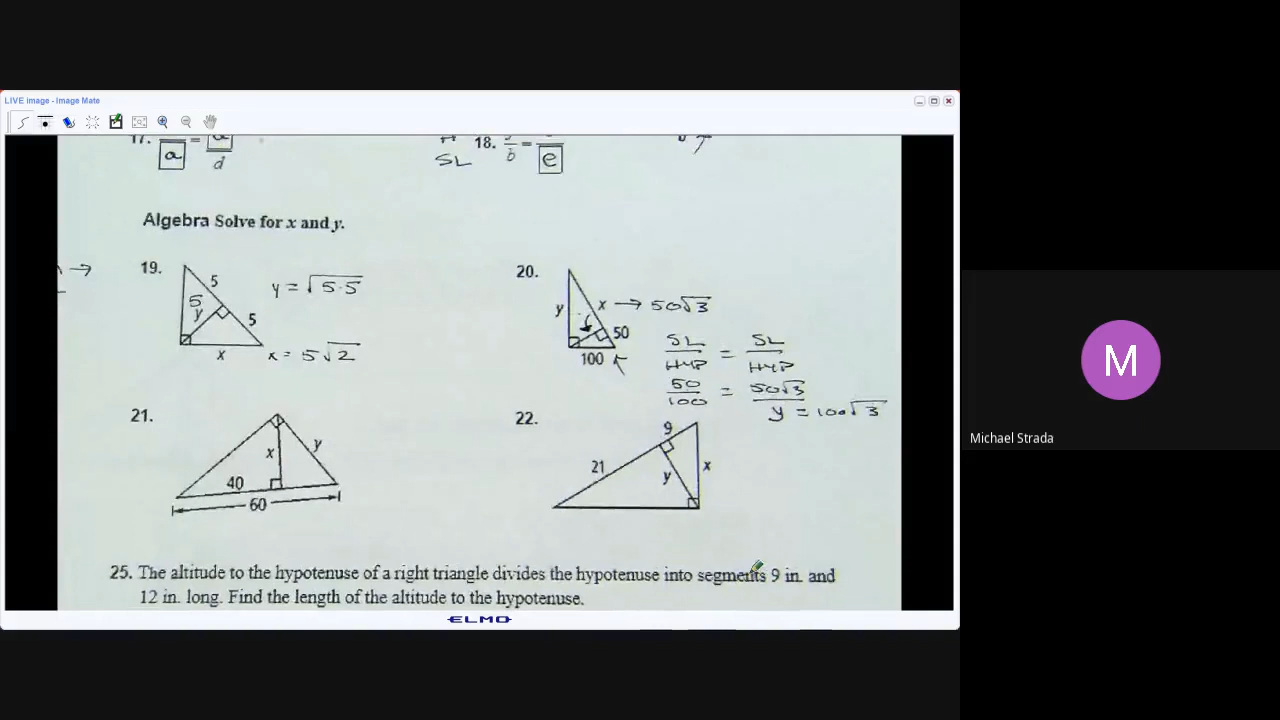 LIVE image - Image Mate
17. a = a
d
SL
18. b = e
Algebra Solve for x and y.
19. 5 5 y 5 x
y = √5·5
x = 5√2
20. y x → 50√3
50
100
SL/HYP = SL/HYP
50/100 = 50√3/y = 100√3
21. x y
40
60
22. 9
21 y x
25. The altitude to the hypotenuse of a right triangle divides the hypotenuse into segments 9 in. and
12 in. long. Find the length of the altitude to the hypotenuse.
ELMO
M
Michael Strada